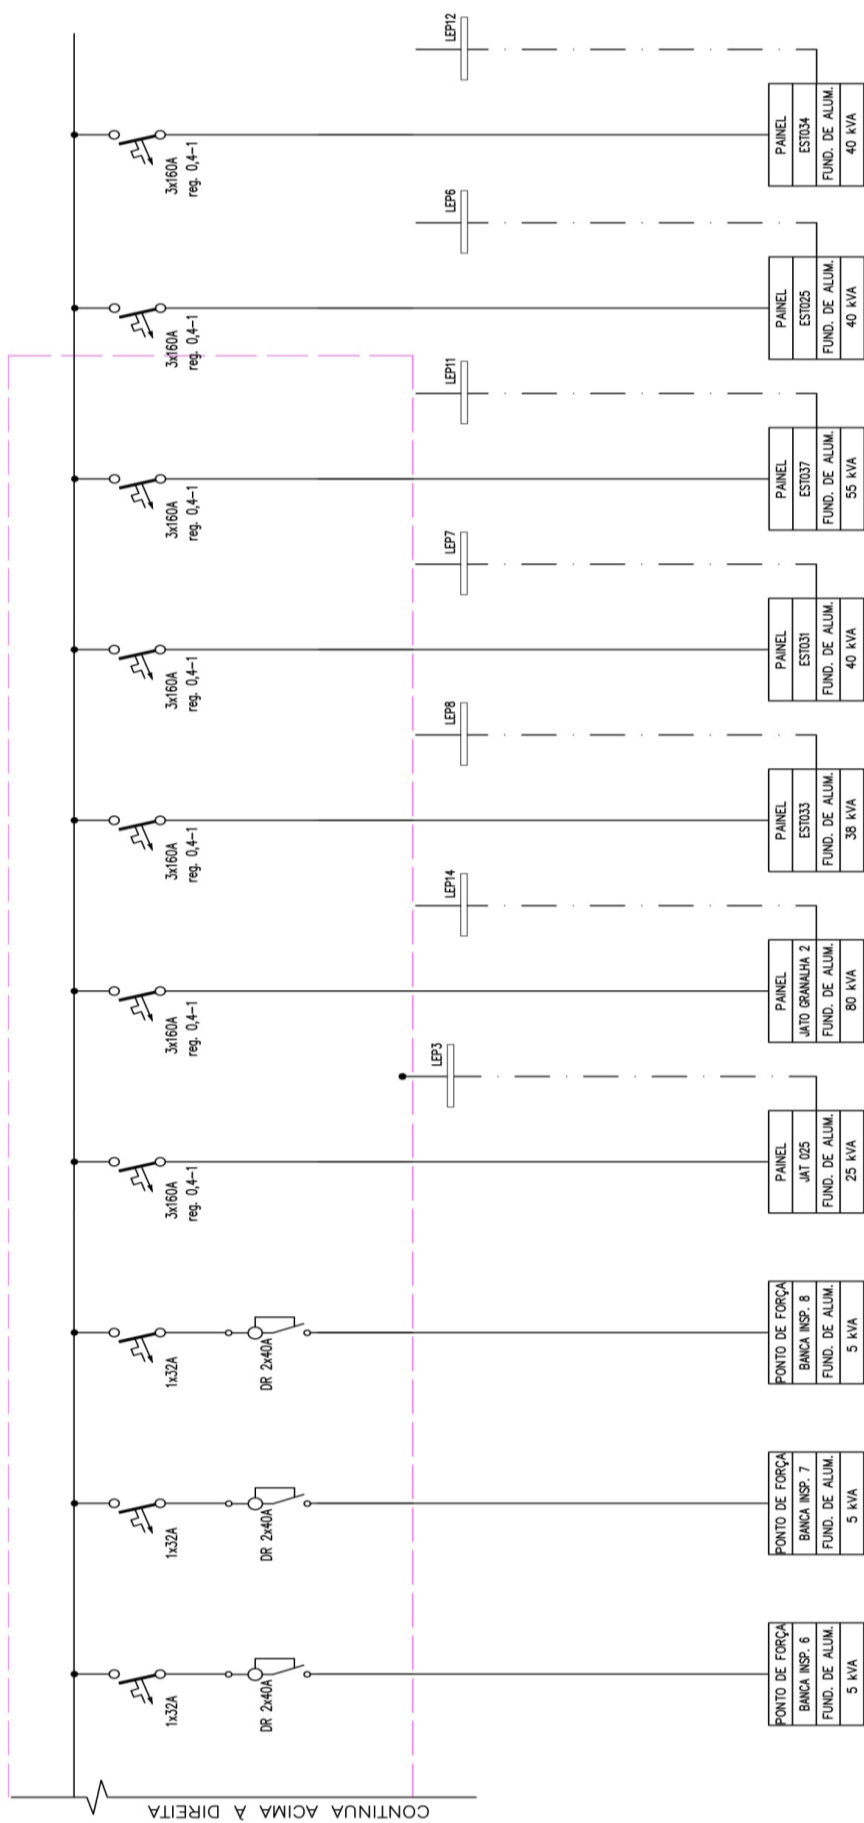 CONTINUA ACIMA À DIREITA
1x32A
DR 2x40A
PONTO DE FORÇA
BANCA INSP. 6
FUND. DE ALUM.
5 kVA
1x32A
DR 2x40A
PONTO DE FORÇA
BANCA INSP. 7
FUND. DE ALUM.
5 kVA
1x32A
DR 2x40A
PONTO DE FORÇA
BANCA INSP. 8
FUND. DE ALUM.
5 kVA
3x160A
reg. 0,4-1
LEP3
PAINEL
JAT 025
FUND. DE ALUM.
25 kVA
3x160A
reg. 0,4-1
LEP14
PAINEL
JATO GRANALHA 2
FUND. DE ALUM.
80 kVA
3x160A
reg. 0,4-1
LEP8
PAINEL
EST033
FUND. DE ALUM.
38 kVA
3x160A
reg. 0,4-1
LEP7
PAINEL
EST031
FUND. DE ALUM.
40 kVA
3x160A
reg. 0,4-1
LEP11
PAINEL
EST037
FUND. DE ALUM.
55 kVA
3x160A
reg. 0,4-1
LEP6
PAINEL
EST025
FUND. DE ALUM.
40 kVA
3x160A
reg. 0,4-1
LEP12
PAINEL
EST034
FUND. DE ALUM.
40 kVA